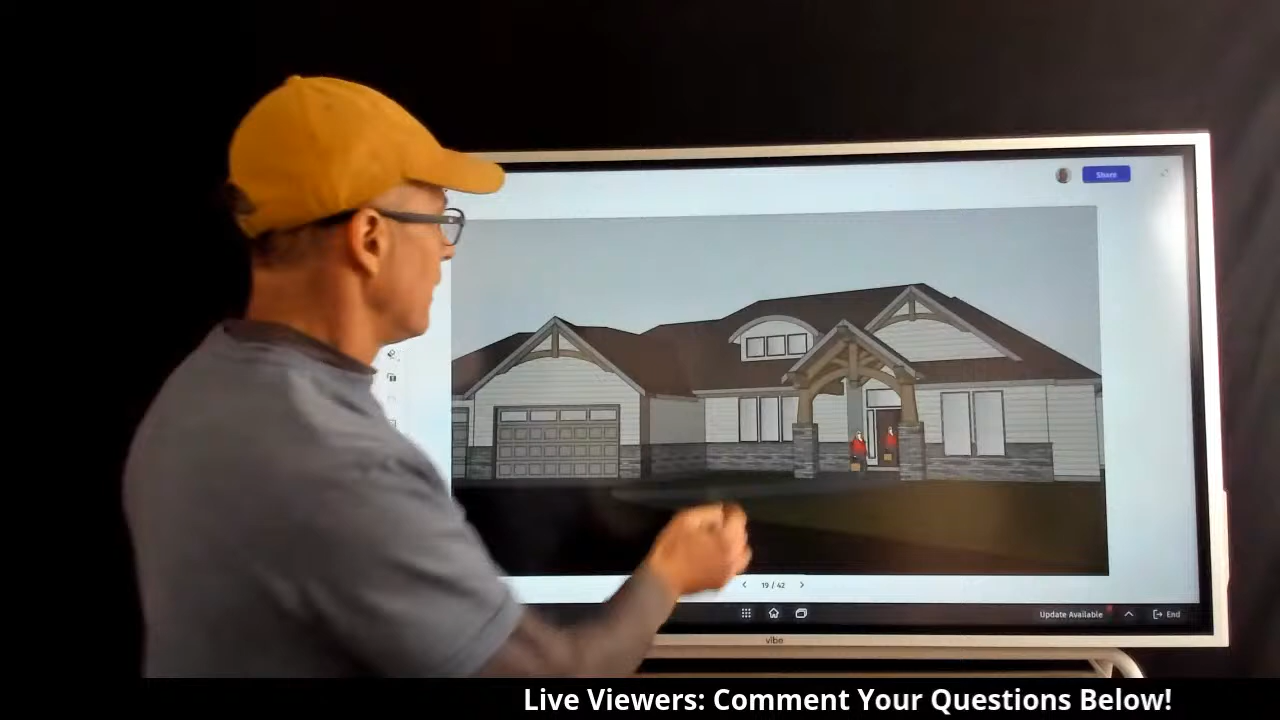 Share
19 / 42
Update Available
End
vibe
Live Viewers: Comment Your Questions Below!